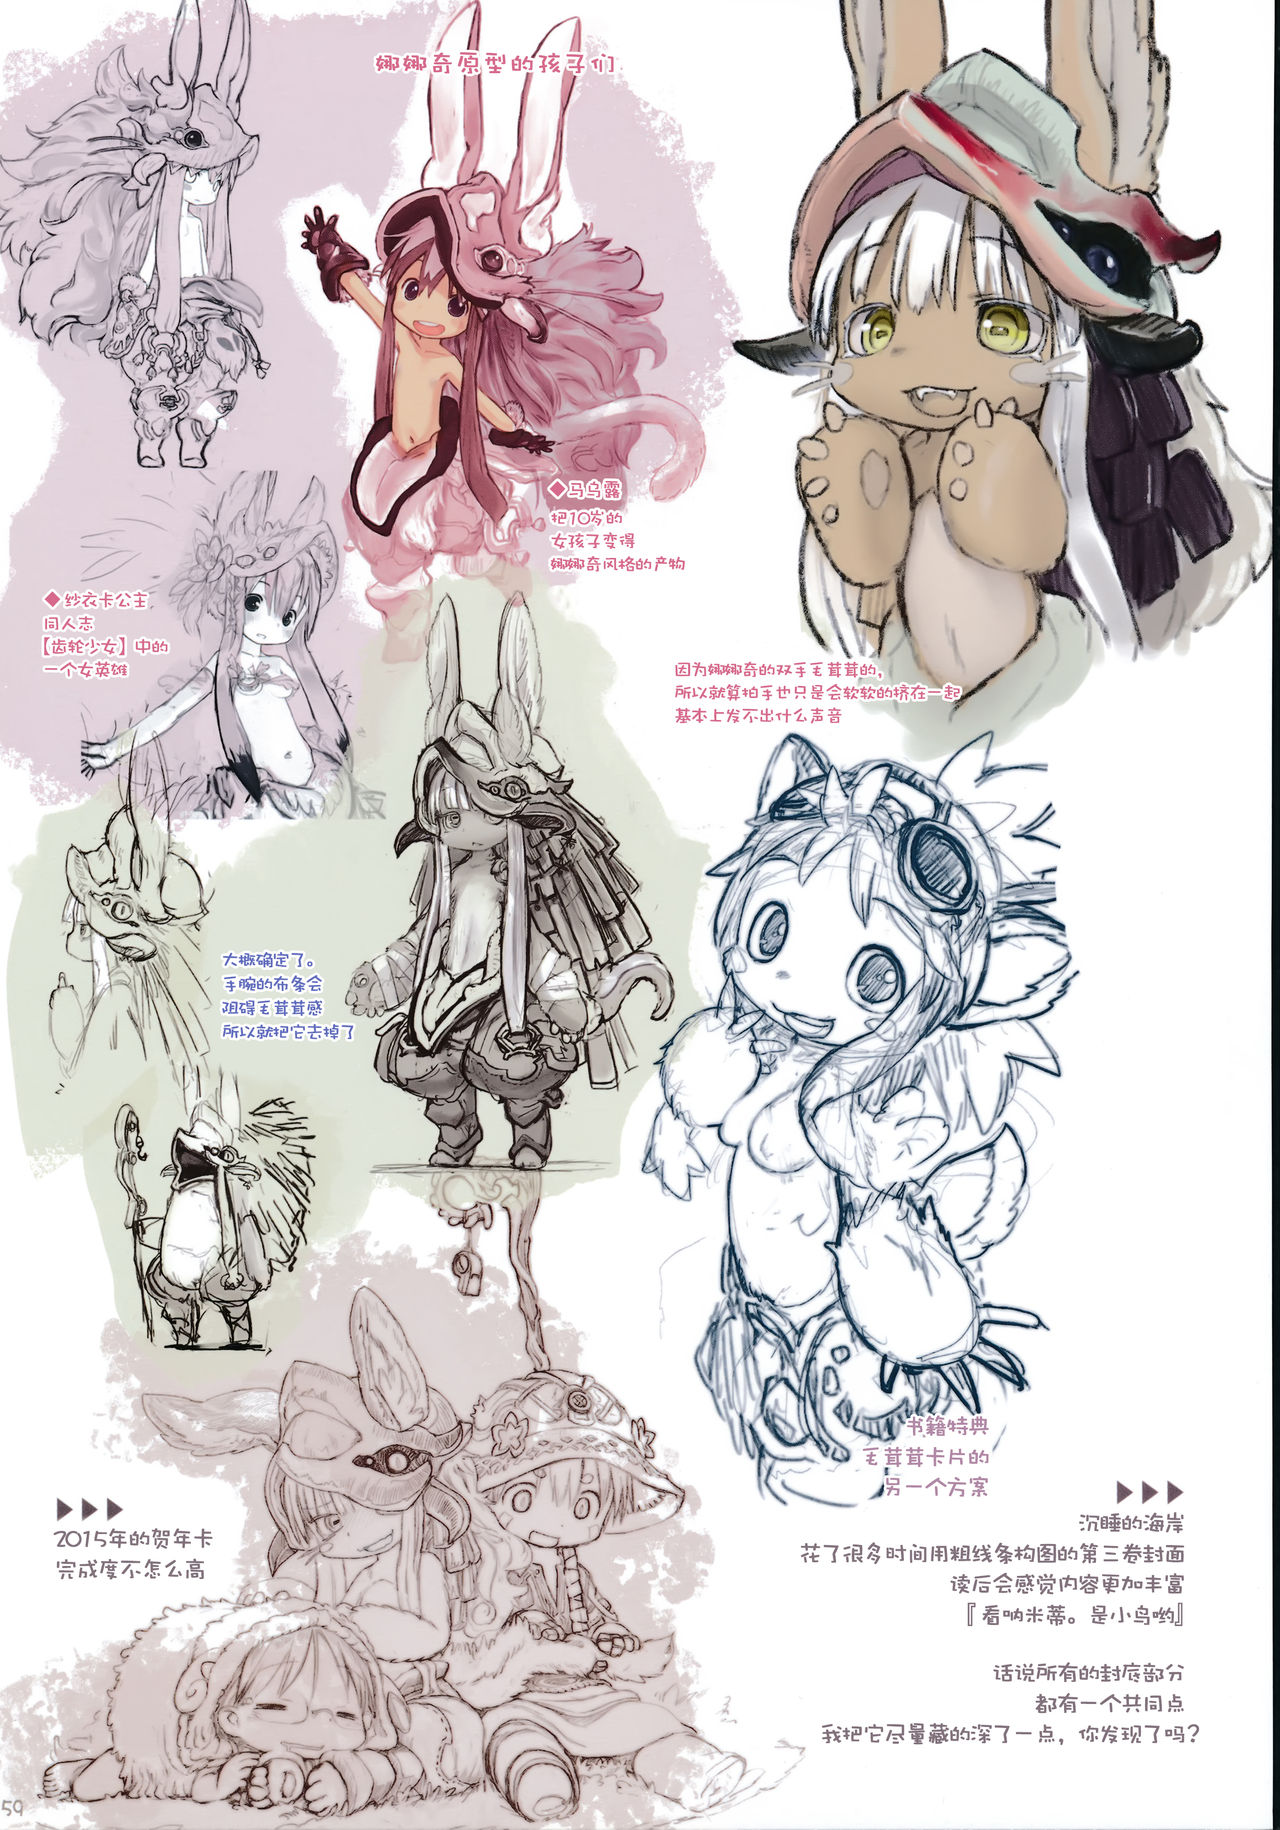 娜娜奇原型的孩子们
◆马乌露
把10岁的
女孩子变得
娜娜奇风格的产物
◆纱衣卡公主
同人志
【齿轮少女】中的
一个女英雄
因为娜娜奇的双手毛茸茸的，
所以就算拍手也只是会软软的挤在一起
基本上发不出什么声音
大概确定了。
手腕的布条会
阻碍毛茸茸感
所以就把它去掉了
书籍特典
毛茸茸卡片的
另一个方案
▶▶▶
2015年的贺年卡
完成度不怎么高
▶▶▶
沉睡的海岸
花了很多时间用粗线条构图的第三卷封面
读后会感觉内容更加丰富
『看呐米蒂。是小鸟哟』
话说所有的封底部分
都有一个共同点
我把它尽量藏的深了一点，你发现了吗？
59